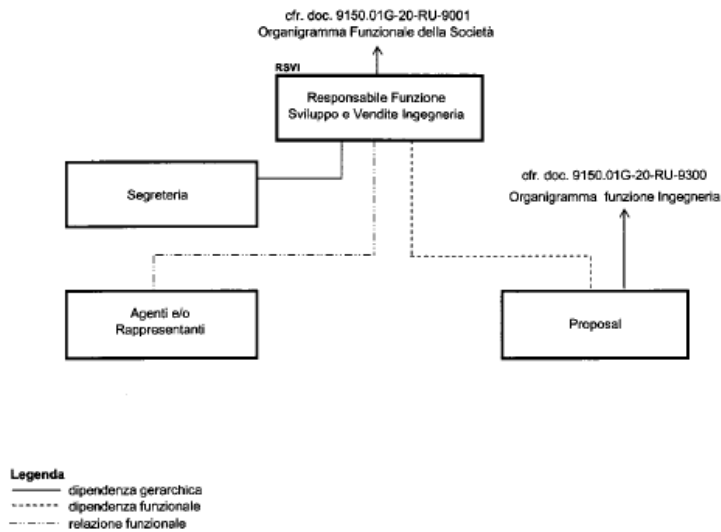 cfr. doc. 9150.01G-20-RU-9001
Organigramma Funzionale della Società
RSVI
Responsabile Funzione
Sviluppo e Vendite Ingegneria
Segreteria
cfr. doc. 9150.01G-20-RU-9300
Organigramma funzione Ingegneria
Agenti e/o
Rappresentanti
Proposal
Legenda
dipendenza gerarchica
dipendenza funzionale
relazione funzionale